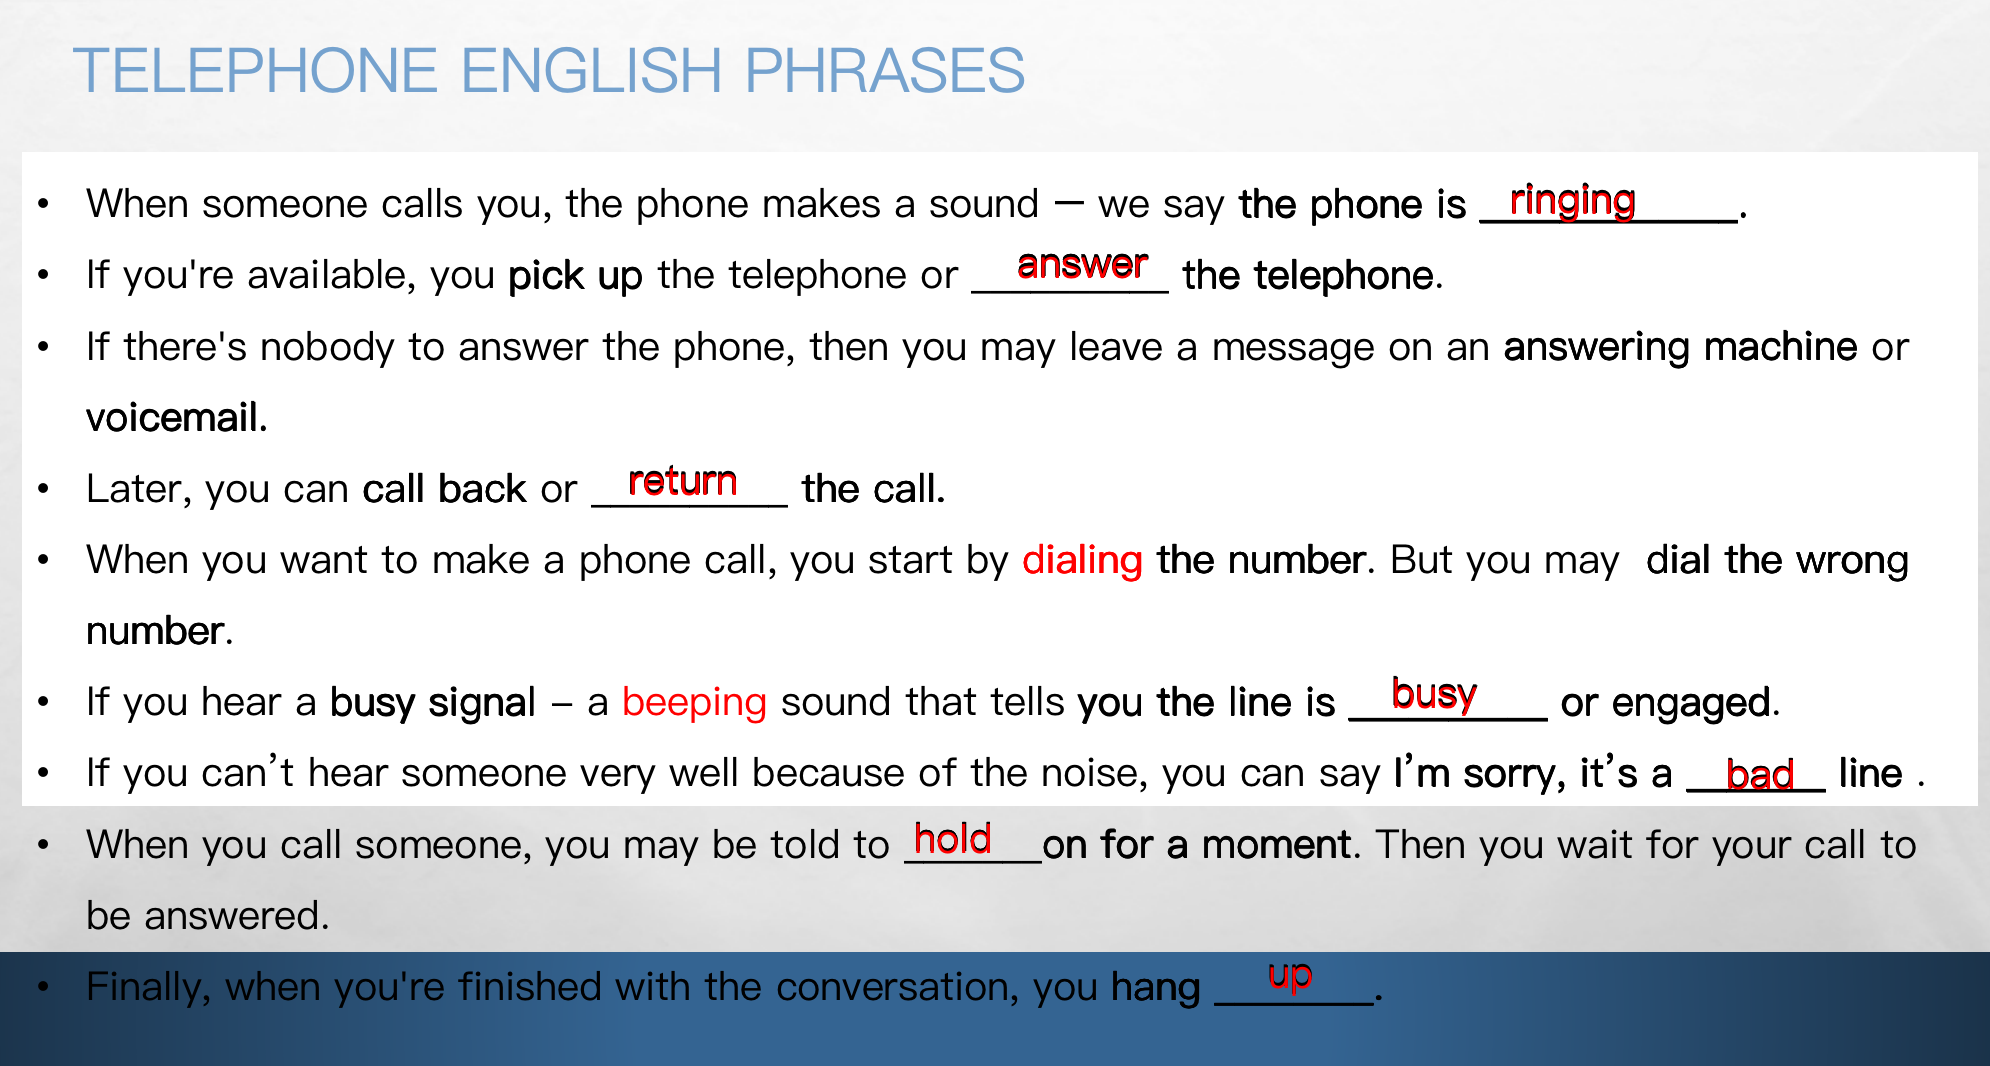 TELEPHONE ENGLISH PHRASES
• When someone calls you, the phone makes a sound – we say the phone is ringing.
• If you're available, you pick up the telephone or answer the telephone.
• If there's nobody to answer the phone, then you may leave a message on an answering machine or
voicemail.
• Later, you can call back or return the call.
• When you want to make a phone call, you start by dialing the number. But you may dial the wrong
number.
• If you hear a busy signal – a beeping sound that tells you the line is busy or engaged.
• If you can’t hear someone very well because of the noise, you can say I’m sorry, it’s a bad line .
• When you call someone, you may be told to hold on for a moment. Then you wait for your call to
be answered.
• Finally, when you're finished with the conversation, you hang up.